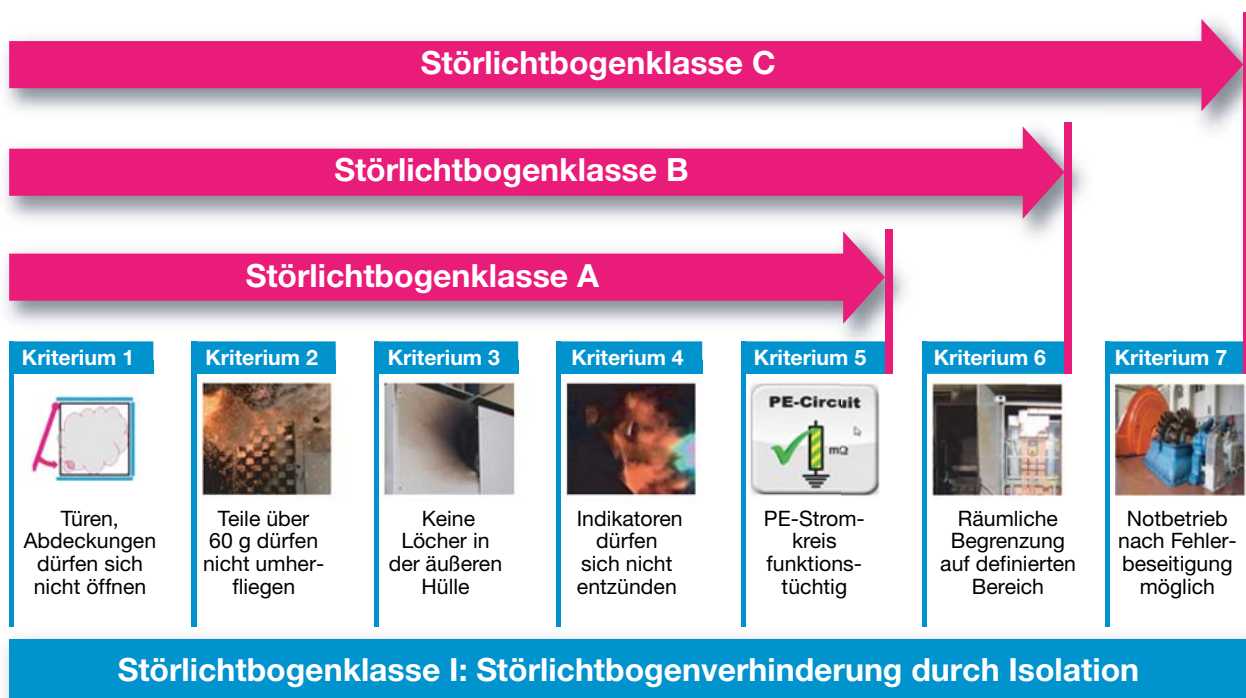 Störlichtbogenklasse C
Störlichtbogenklasse B
Störlichtbogenklasse A
Kriterium 1
Türen,
Abdeckungen
dürfen sich
nicht öffnen
Kriterium 2
Teile über
60 g dürfen
nicht umher-
fliegen
Kriterium 3
Keine
Löcher in
der äußeren
Hülle
Kriterium 4
Indikatoren
dürfen
sich nicht
entzünden
Kriterium 5
PE-Circuit
mΩ
PE-Strom-
kreis
funktions-
tüchtig
Kriterium 6
Räumliche
Begrenzung
auf definierten
Bereich
Kriterium 7
Notbetrieb
nach Fehler-
beseitigung
möglich
Störlichtbogenklasse I: Störlichtbogenverhinderung durch Isolation